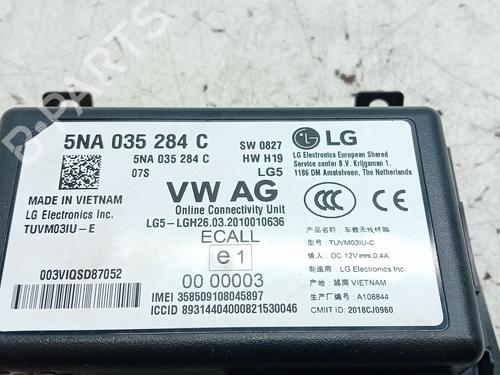 5NA 035 284 C
5NA 035 284 C
07S
SW 0827
HW H19
LG5
LG
LG Electronics European Shared
Service center B.V. Krijgsman 1,
1186 DM Amstelveen, The Netherlands
MADE IN VIETNAM
LG Electronics Inc.
TUVM03IU-E
VW AG
Online Connectivity Unit
LG5-LGH26.03.2010010636
ECALL
e1
00 00003
IMEI 358509108045897
ICCID 89314404000821530046
003VIQSD87052
CCC
产品名称: 车载无线终端
型号: TUVM03IU-C
输入: DC 12V 0,4A
制造商: LG Electronics Inc.
产地: 越南 VIETNAM
生产厂编号: A108844
CMIIT ID: 2018CJ0960
B-PARTS